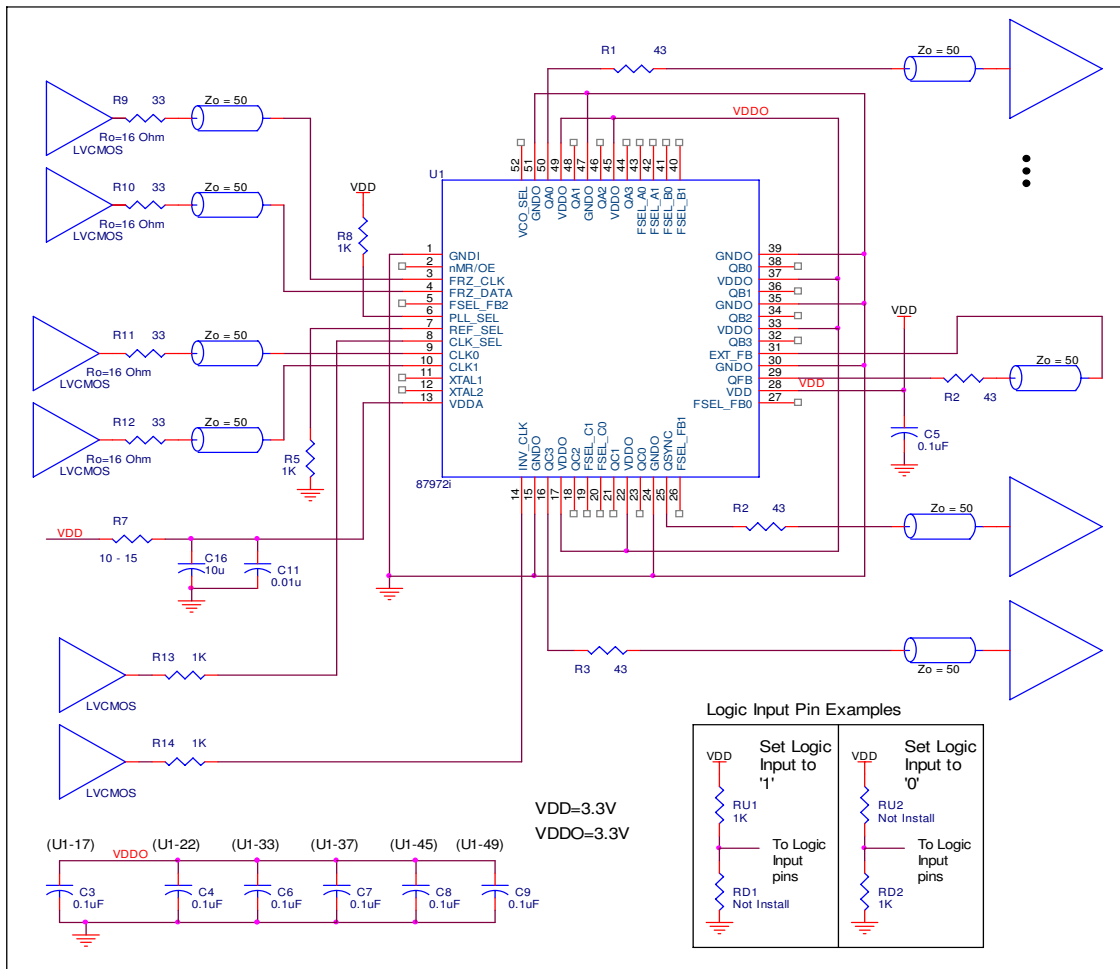 R1 43
Zo = 50
R9 33
Zo = 50
Ro=16 Ohm
LVCMOS
R10 33
Zo = 50
Ro=16 Ohm
LVCMOS
R11 33
Zo = 50
Ro=16 Ohm
LVCMOS
R12 33
Zo = 50
Ro=16 Ohm
LVCMOS
VDD
R8
1K
R5
1K
VDDO
U1
52
51
50
49
48
47
46
45
44
43
42
41
40
VCO_SEL
GNDO
QA0
VDDO
QA1
GNDO
QA2
VDDO
QA3
FSEL_A0
FSEL_A1
FSEL_B0
FSEL_B1
1 GNDI
2 nMR/OE
3 FRZ_CLK
4 FRZ_DATA
5 FSEL_FB2
6 PLL_SEL
7 REF_SEL
8 CLK_SEL
9 CLK0
10 CLK1
11 XTAL1
12 XTAL2
13 VDDA
GNDO 39
QB0 38
VDDO 37
QB1 36
GNDO 35
QB2 34
VDDO 33
QB3 32
EXT_FB 31
GNDO 30
QFB 29
VDD 28
FSEL_FB0 27
INV_CLK
GNDO
QC3
VDDO
QC2
FSEL_C1
FSEL_C0
QC1
VDDO
QC0
GNDO
QSYNC
FSEL_FB1
14
15
16
17
18
19
20
21
22
23
24
25
26
87972i
VDD
VDD
Zo = 50
R2 43
C5
0.1uF
R2 43
Zo = 50
VDD
R7
10 - 15
C16
10u
C11
0.01u
R3 43
Zo = 50
R13 1K
LVCMOS
R14 1K
LVCMOS
VDD=3.3V
VDDO=3.3V
(U1-17) (U1-22) (U1-33) (U1-37) (U1-45) (U1-49)
VDDO
C3
0.1uF
C4
0.1uF
C6
0.1uF
C7
0.1uF
C8
0.1uF
C9
0.1uF
Logic Input Pin Examples
Set Logic
Input to
'1'
VDD
RU1
1K
To Logic
Input
pins
RD1
Not Install
Set Logic
Input to
'0'
VDD
RU2
Not Install
To Logic
Input
pins
RD2
1K